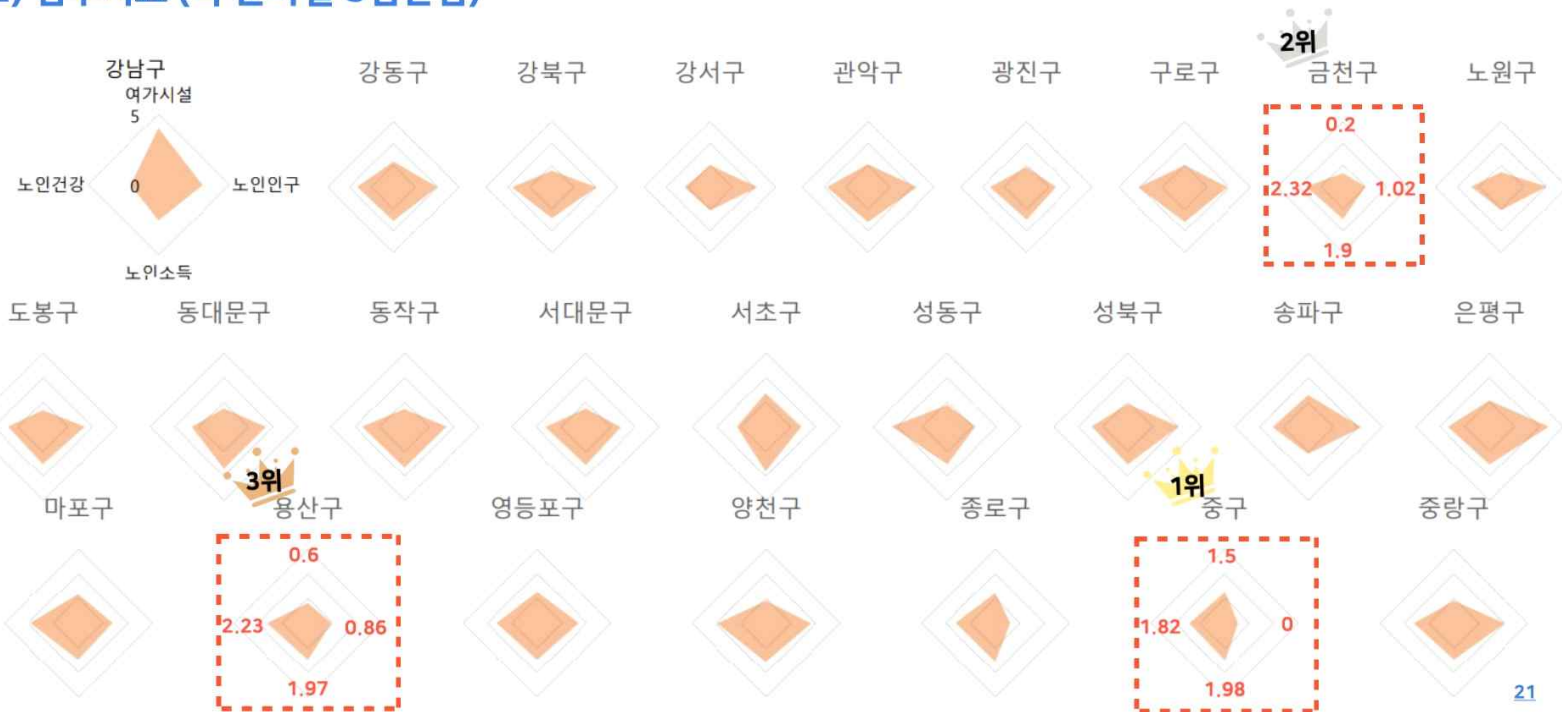 2위
강남구
강동구
강북구
강서구
관악구
광진구
구로구
금천구
노원구
여가시설
5
노인건강
0
노인인구
노인소득
0.2
2.32
1.02
1.9
도봉구
동대문구
동작구
서대문구
서초구
성동구
성북구
송파구
은평구
3위
1위
마포구
용산구
영등포구
양천구
종로구
중구
중랑구
0.6
2.23
0.86
1.97
1.5
1.82
0
1.98
21